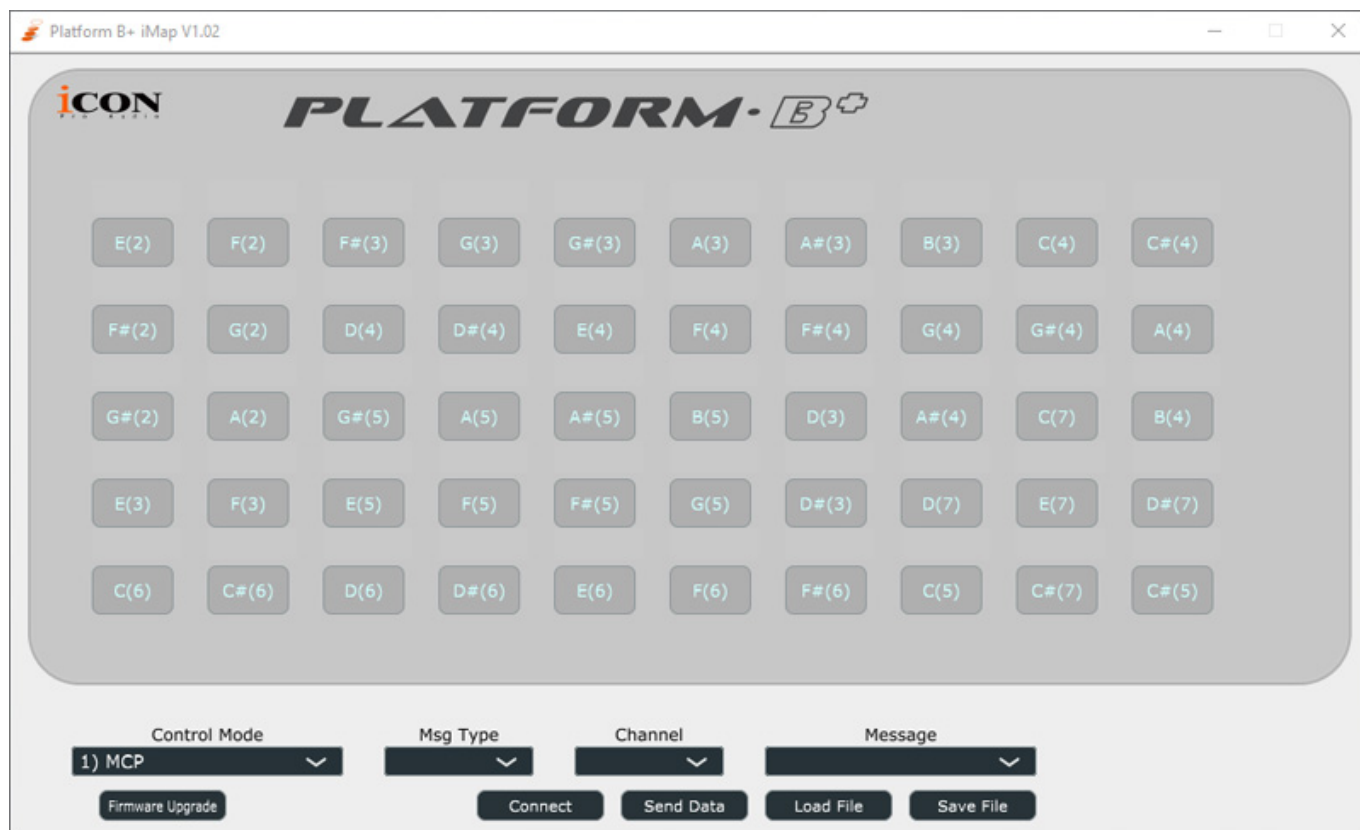 Platform B+ iMap V1.02
iCON
PRO AUDIO
PLATFORM·B+
E(2) F(2) F#(3) G(3) G#(3) A(3) A#(3) B(3) C(4) C#(4)
F#(2) G(2) D(4) D#(4) E(4) F(4) F#(4) G(4) G#(4) A(4)
G#(2) A(2) G#(5) A(5) A#(5) B(5) D(3) A#(4) C(7) B(4)
E(3) F(3) E(5) F(5) F#(5) G(5) D#(3) D(7) E(7) D#(7)
C(6) C#(6) D(6) D#(6) E(6) F(6) F#(6) C(5) C#(7) C#(5)
Control Mode Msg Type Channel Message
1) MCP
Firmware Upgrade Connect Send Data Load File Save File